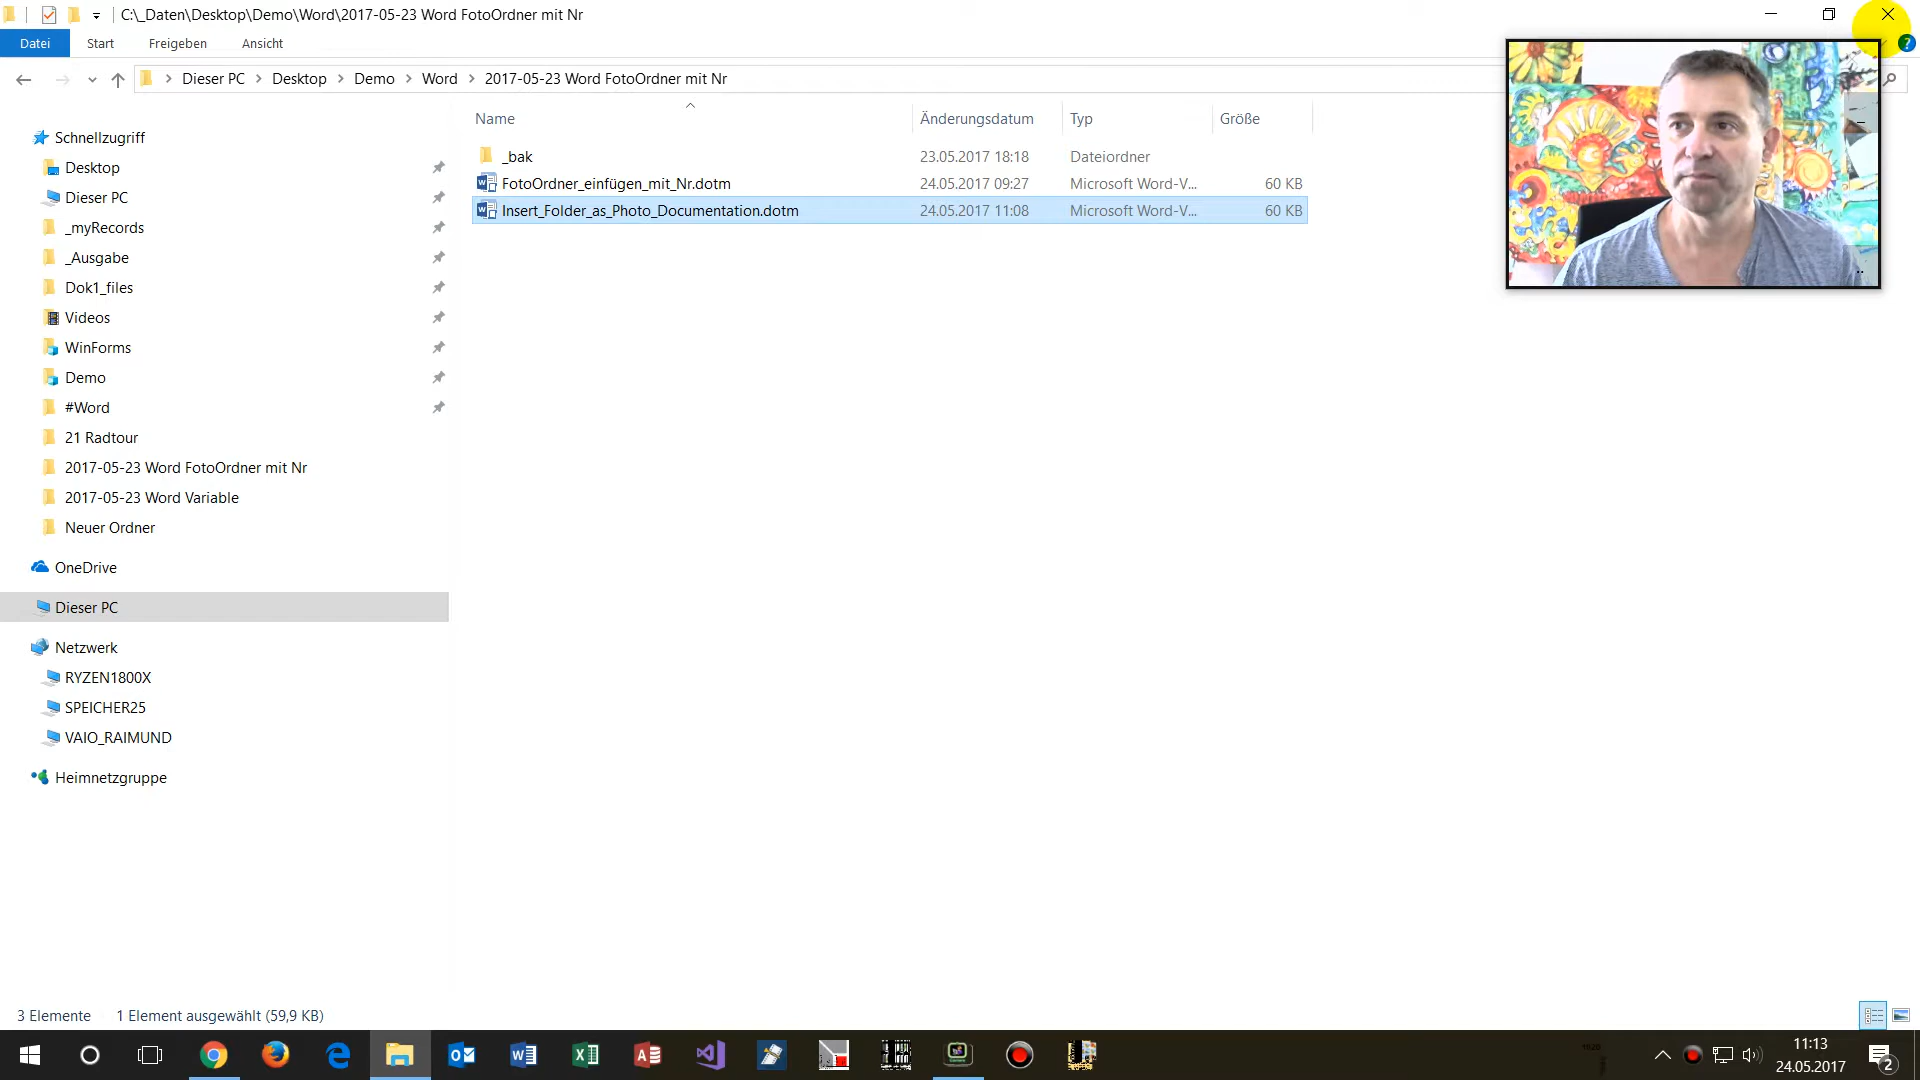 C:\_Daten\Desktop\Demo\Word\2017-05-23 Word FotoOrdner mit Nr
Datei Start Freigeben Ansicht
Dieser PC Desktop Demo Word 2017-05-23 Word FotoOrdner mit Nr
Name Änderungsdatum Typ Größe
_bak 23.05.2017 18:18 Dateiordner
FotoOrdner_einfügen_mit_Nr.dotm 24.05.2017 09:27 Microsoft Word-V... 60 KB
Insert_Folder_as_Photo_Documentation.dotm 24.05.2017 11:08 Microsoft Word-V... 60 KB
Schnellzugriff
Desktop
Dieser PC
_myRecords
_Ausgabe
Dok1_files
Videos
WinForms
Demo
#Word
21 Radtour
2017-05-23 Word FotoOrdner mit Nr
2017-05-23 Word Variable
Neuer Ordner
OneDrive
Dieser PC
Netzwerk
RYZEN1800X
SPEICHER25
VAIO_RAIMUND
Heimnetzgruppe
3 Elemente 1 Element ausgewählt (59,9 KB)
11:13
24.05.2017
2